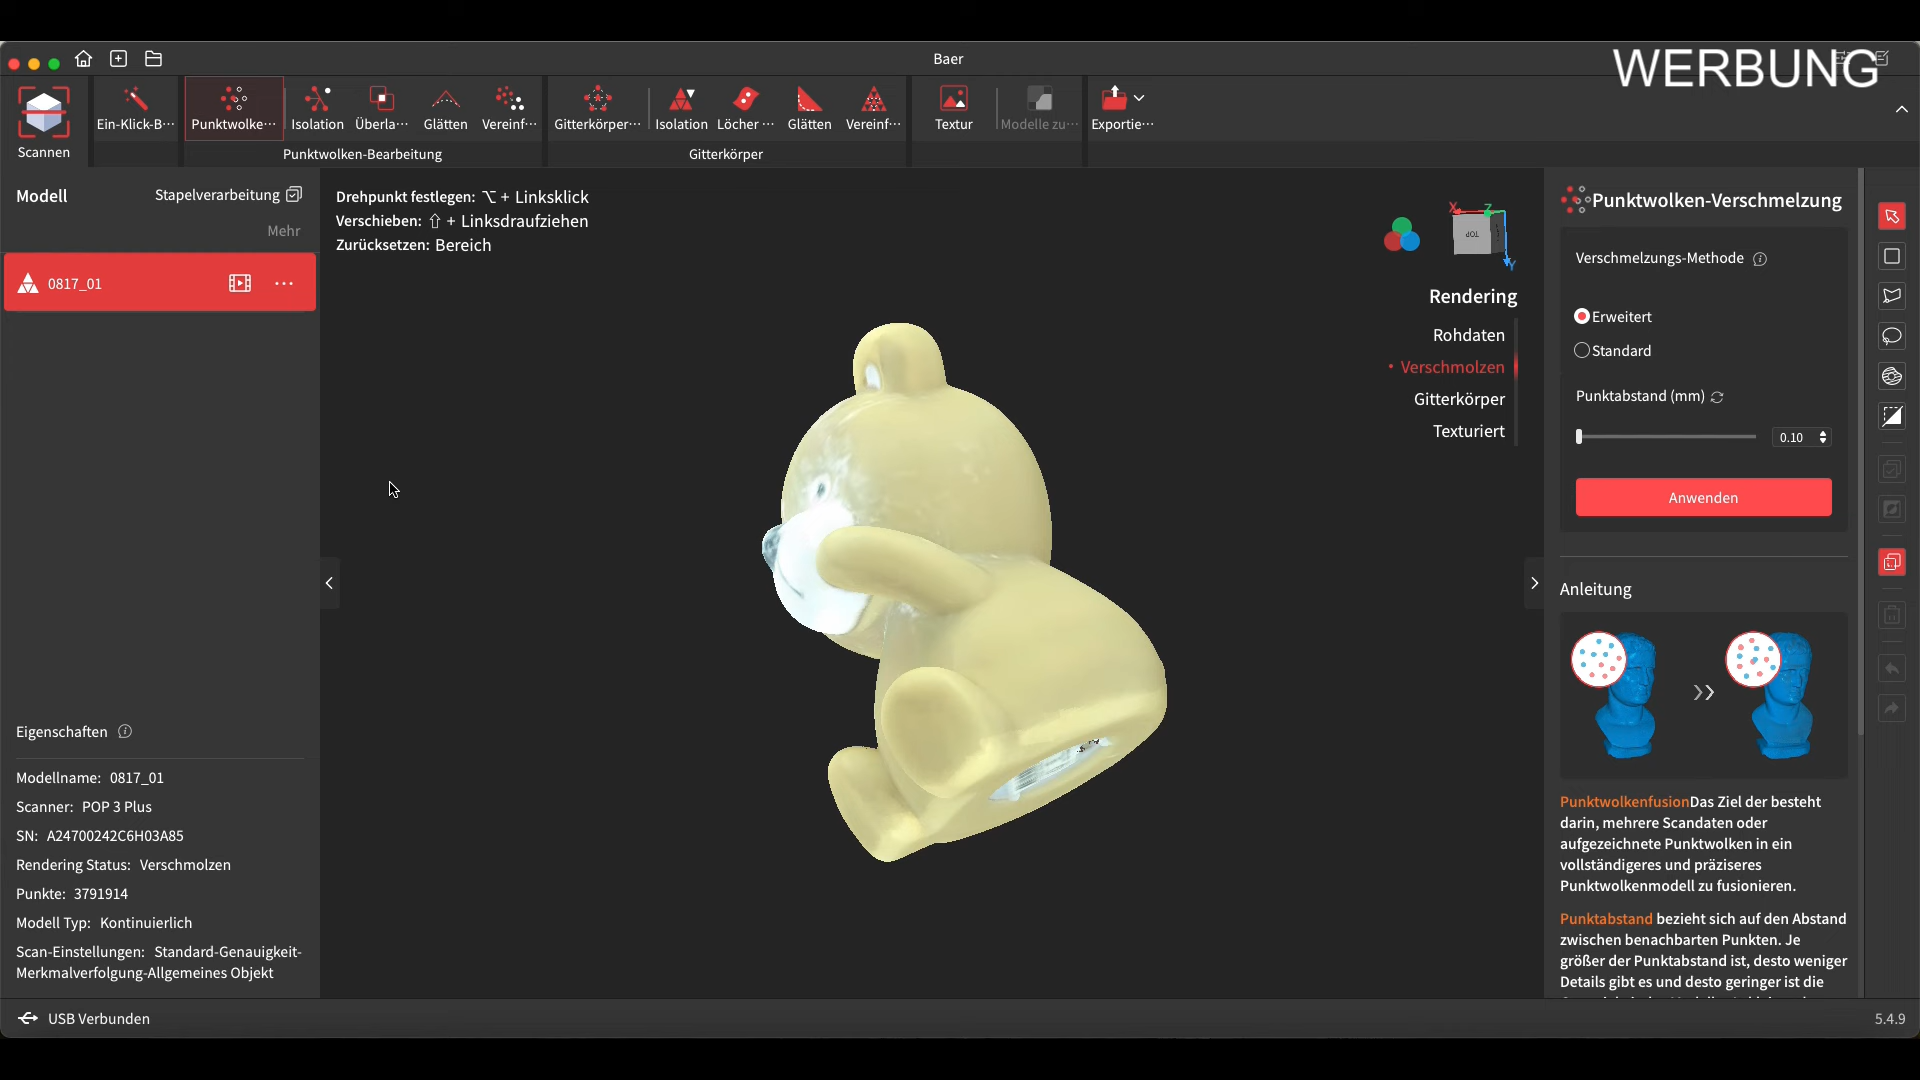 Baer
WERBUNG
Scannen
Ein-Klick-B···
Punktwolke···
Isolation
Überla···
Glätten
Vereinf···
Gitterkörper···
Isolation
Löcher ···
Glätten
Vereinf···
Textur
Modelle zu···
Exportie···
Punktwolken-Bearbeitung
Gitterkörper
Modell
Stapelverarbeitung
Mehr
0817_01
Eigenschaften
Modellname: 0817_01
Scanner: POP 3 Plus
SN: A24700242C6H03A85
Rendering Status: Verschmolzen
Punkte: 3791914
Modell Typ: Kontinuierlich
Scan-Einstellungen: Standard-Genauigkeit-
Merkmalverfolgung-Allgemeines Objekt
Drehpunkt festlegen: ⌥ + Linksklick
Verschieben: ⇧ + Linksdraufziehen
Zurücksetzen: Bereich
X
Z
TOP
Y
Rendering
Rohdaten
• Verschmolzen
Gitterkörper
Texturiert
Punktwolken-Verschmelzung
Verschmelzungs-Methode
Erweitert
Standard
Punktabstand (mm)
0.10
Anwenden
Anleitung
PunktwolkenfusionDas Ziel der besteht
darin, mehrere Scandaten oder
aufgezeichnete Punktwolken in ein
vollständigeres und präziseres
Punktwolkenmodell zu fusionieren.
Punktabstand bezieht sich auf den Abstand
zwischen benachbarten Punkten. Je
größer der Punktabstand ist, desto weniger
Details gibt es und desto geringer ist die
USB Verbunden
5.4.9